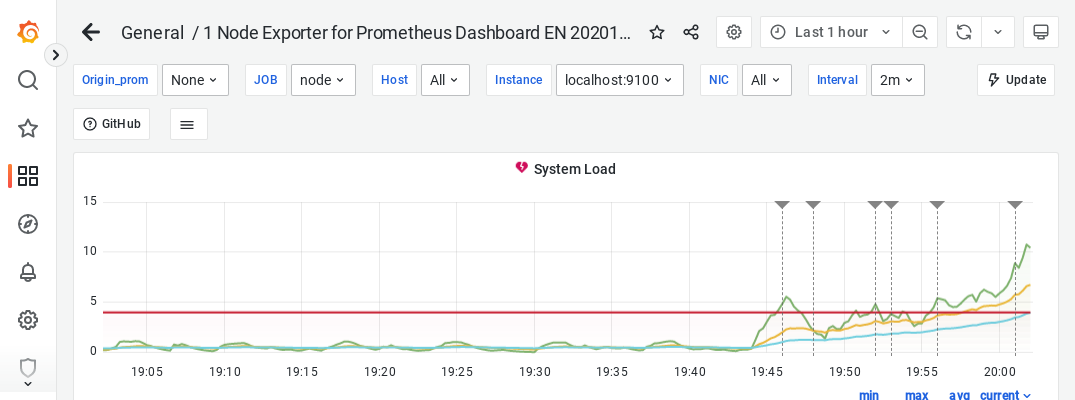 General / 1 Node Exporter for Prometheus Dashboard EN 20201...
Last 1 hour
Origin_prom None JOB node Host All Instance localhost:9100 NIC All Interval 2m Update
GitHub
System Load
15
10
5
0
19:05 19:10 19:15 19:20 19:25 19:30 19:35 19:40 19:45 19:50 19:55 20:00
min max avg current